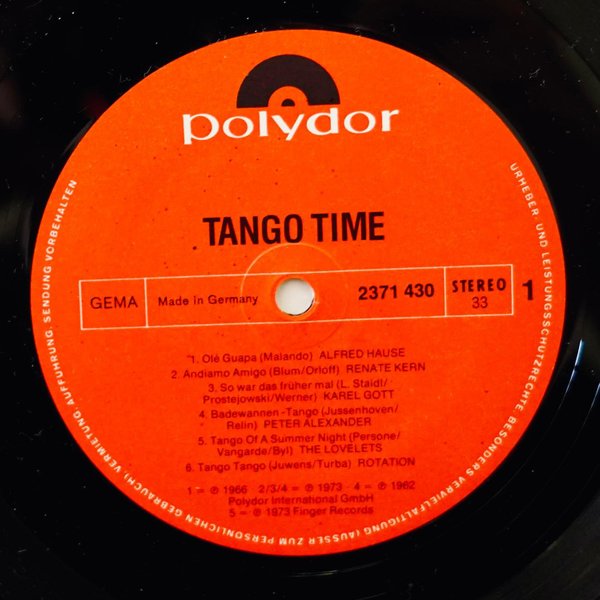 polydor
TANGO TIME
GEMA
Made in Germany
2371 430
STEREO
33
1
1. Olé Guapa (Malando) ALFRED HAUSE
2. Andiamo Amigo (Blum/Orloff) RENATE KERN
3. So war das früher mal (L. Staidl/
Prostejowski/Werner) KAREL GOTT
4. Badewannen-Tango (Jussenhoven/
Relin) PETER ALEXANDER
5. Tango Of A Summer Night (Persone/
Vangarde/Byl) THE LOVELETS
6. Tango Tango (Juwens/Turba) ROTATION
1 = ℗ 1966 2/3/4 = ℗ 1973 · 4 = ℗ 1962
Polydor International GmbH
5 = ℗ 1973 Finger Records
URHEBER- UND LEISTUNGSSCHUTZRECHTE, BESONDERS VERVIELFÄLTIGUNG (AUSSER ZUM PERSÖNLICHEN GEBRAUCH) VERMIETUNG, AUFFÜHRUNG, SENDUNG VORBEHALTEN